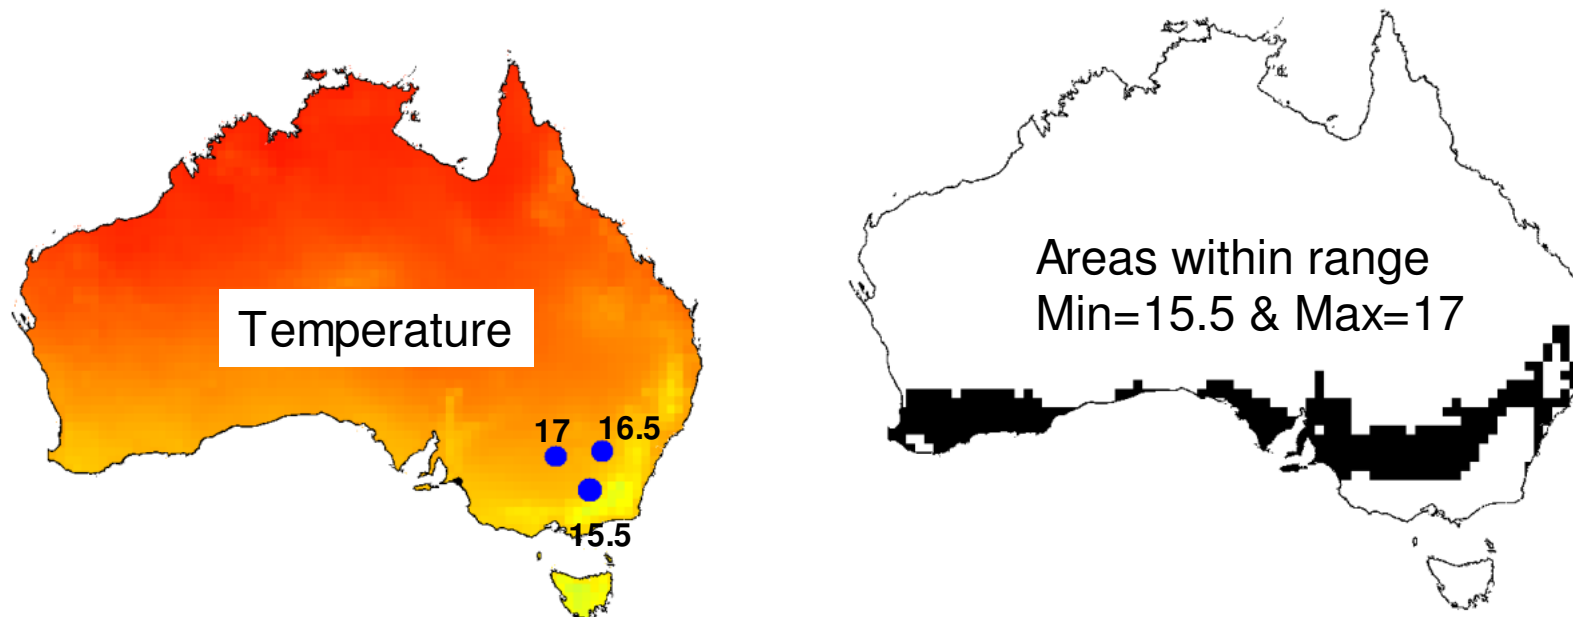 Temperature
17
16.5
15.5
Areas within range
Min=15.5 & Max=17